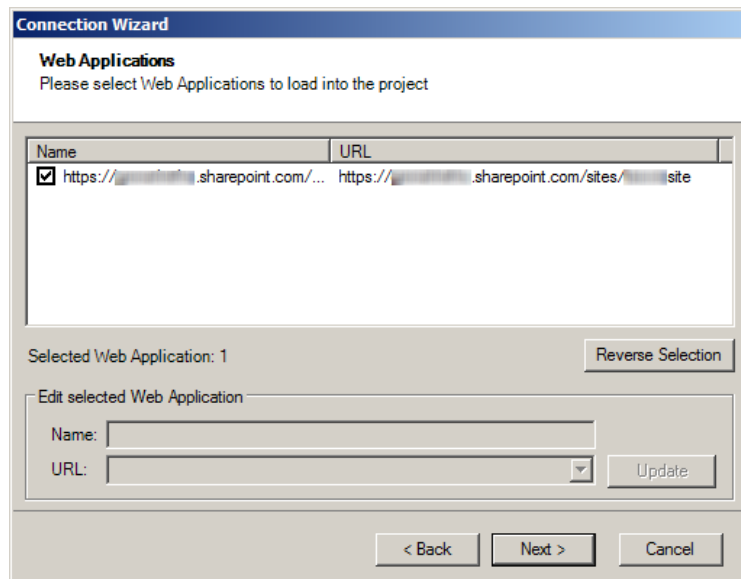 Connection Wizard
Web Applications
Please select Web Applications to load into the project
Name URL
https:// .sharepoint.com/... https:// .sharepoint.com/sites/ site
Selected Web Application: 1 Reverse Selection
Edit selected Web Application
Name:
URL: Update
< Back Next > Cancel